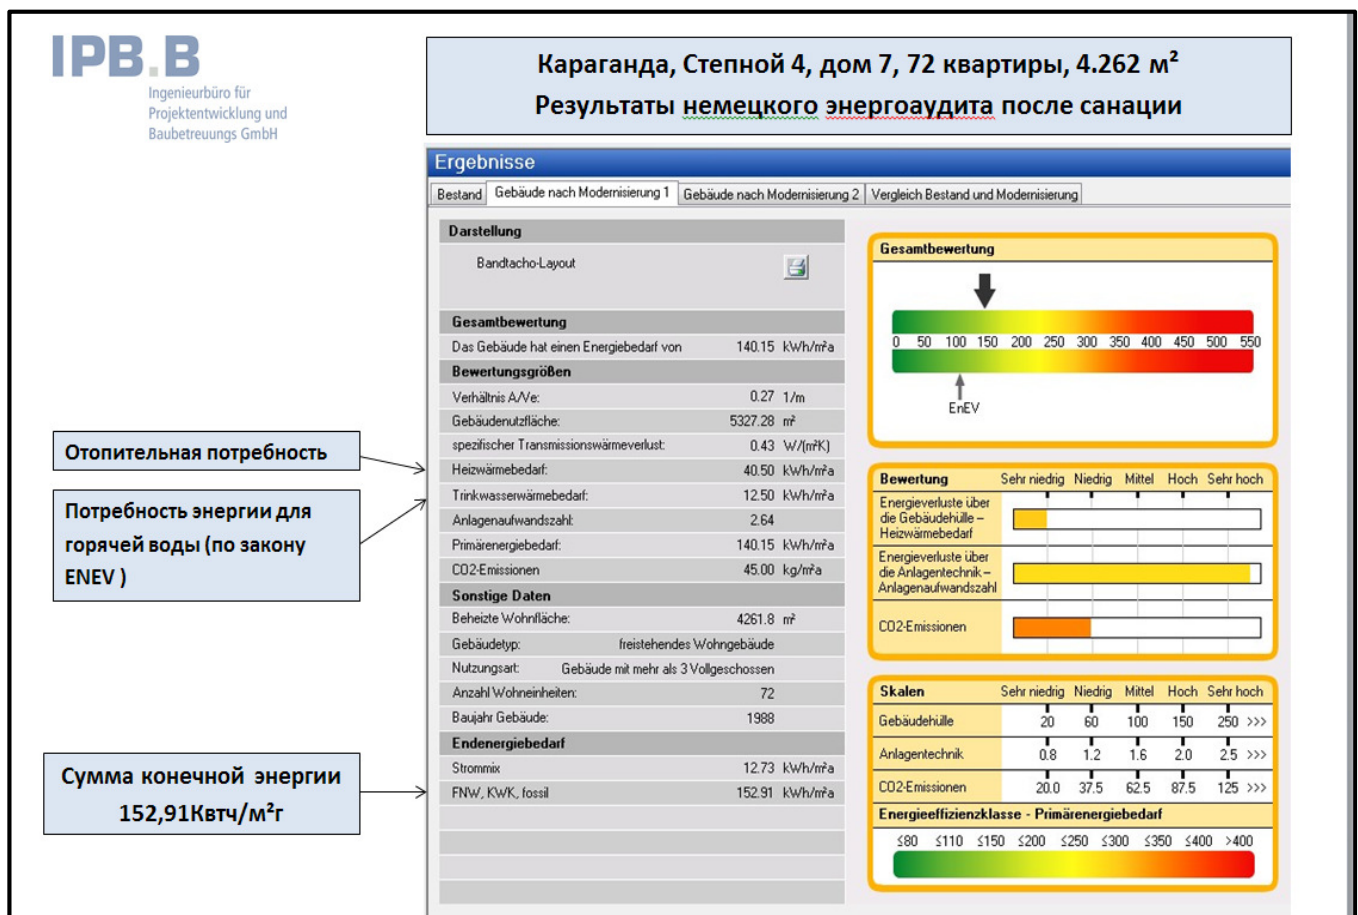 IPB.B
Ingenieurbüro für
Projektentwicklung und
Baubetreuungs GmbH
Караганда, Степной 4, дом 7, 72 квартиры, 4.262 м²
Результаты немецкого энергоаудита после санации
Ergebnisse
Bestand Gebäude nach Modernisierung 1 Gebäude nach Modernisierung 2 Vergleich Bestand und Modernisierung
Darstellung
Bandtacho-Layout
Gesamtbewertung
Das Gebäude hat einen Energiebedarf von 140.15 kWh/m²a
Bewertungsgrößen
Verhältnis A/Ve: 0.27 1/m
Gebäudenutzfläche: 5327.28 m²
spezifischer Transmissionswärmeverlust: 0.43 W/(m²K)
Heizwärmebedarf: 40.50 kWh/m²a
Trinkwasserwärmebedarf: 12.50 kWh/m²a
Anlagenaufwandszahl: 2.64
Primärenergiebedarf: 140.15 kWh/m²a
CO2-Emissionen 45.00 kg/m²a
Sonstige Daten
Beheizte Wohnfläche: 4261.8 m²
Gebäudetyp: freistehendes Wohngebäude
Nutzungsart: Gebäude mit mehr als 3 Vollgeschossen
Anzahl Wohneinheiten: 72
Baujahr Gebäude: 1988
Endenergiebedarf
Strommix 12.73 kWh/m²a
FNW, KWK, fossil 152.91 kWh/m²a
Отопительная потребность
Потребность энергии для
горячей воды (по закону
ENEV )
Сумма конечной энергии
152,91Квтч/м²г
Gesamtbewertung
0 50 100 150 200 250 300 350 400 450 500 550
EnEV
Bewertung Sehr niedrig Niedrig Mittel Hoch Sehr hoch
Energieverluste über
die Gebäudehülle –
Heizwärmebedarf
Energieverluste über
die Anlagentechnik –
Anlagenaufwandszahl
CO2-Emissionen
Skalen Sehr niedrig Niedrig Mittel Hoch Sehr hoch
Gebäudehülle 20 60 100 150 250 >>>
Anlagentechnik 0.8 1.2 1.6 2.0 2.5 >>>
CO2-Emissionen 20.0 37.5 62.5 87.5 125 >>>
Energieeffizienzklasse - Primärenergiebedarf
≤80 ≤110 ≤150 ≤200 ≤250 ≤300 ≤350 ≤400 >400